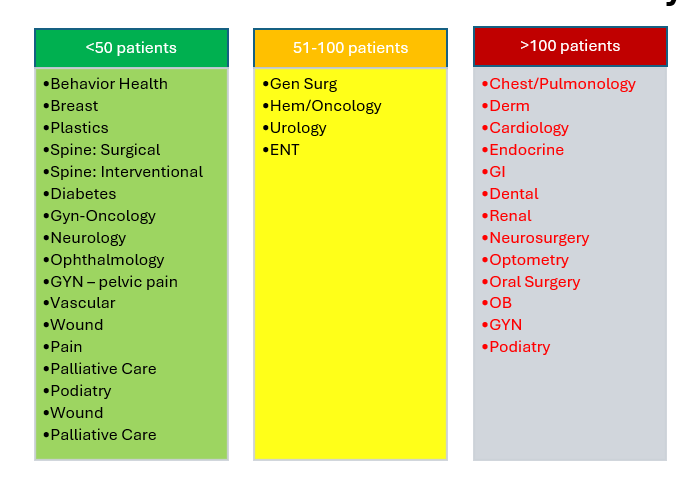 <50 patients
•Behavior Health
•Breast
•Plastics
•Spine: Surgical
•Spine: Interventional
•Diabetes
•Gyn-Oncology
•Neurology
•Ophthalmology
•GYN – pelvic pain
•Vascular
•Wound
•Pain
•Palliative Care
•Podiatry
•Wound
•Palliative Care
51-100 patients
•Gen Surg
•Hem/Oncology
•Urology
•ENT
>100 patients
•Chest/Pulmonology
•Derm
•Cardiology
•Endocrine
•GI
•Dental
•Renal
•Neurosurgery
•Optometry
•Oral Surgery
•OB
•GYN
•Podiatry